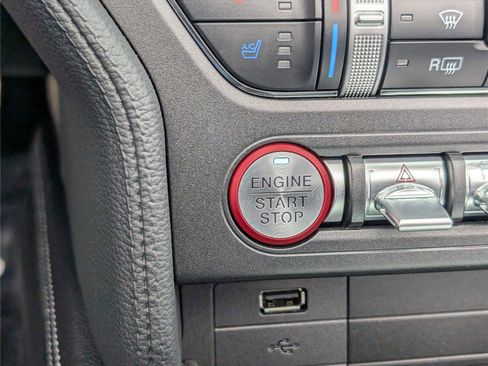 A/C
R
ENGINE
START
STOP